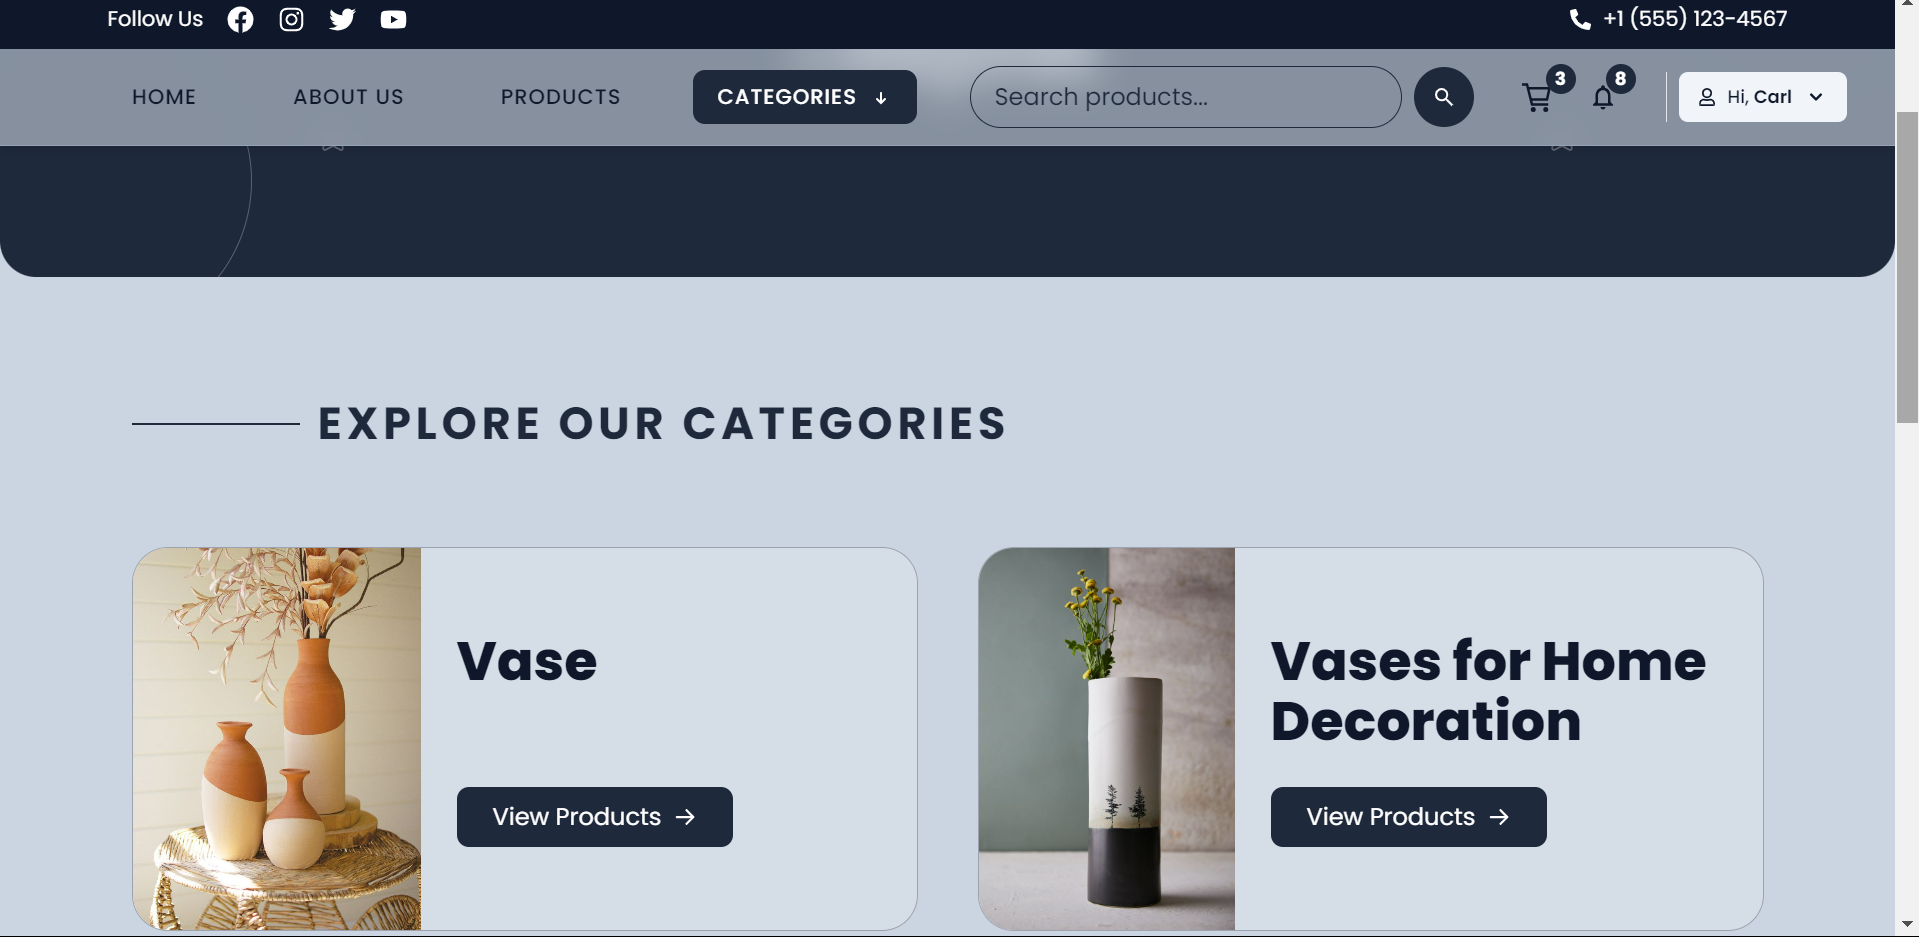 Follow Us
+1 (555) 123-4567
HOME
ABOUT US
PRODUCTS
CATEGORIES
Search products...
3
8
Hi, Carl
EXPLORE OUR CATEGORIES
Vase
View Products
Vases for Home
Decoration
View Products